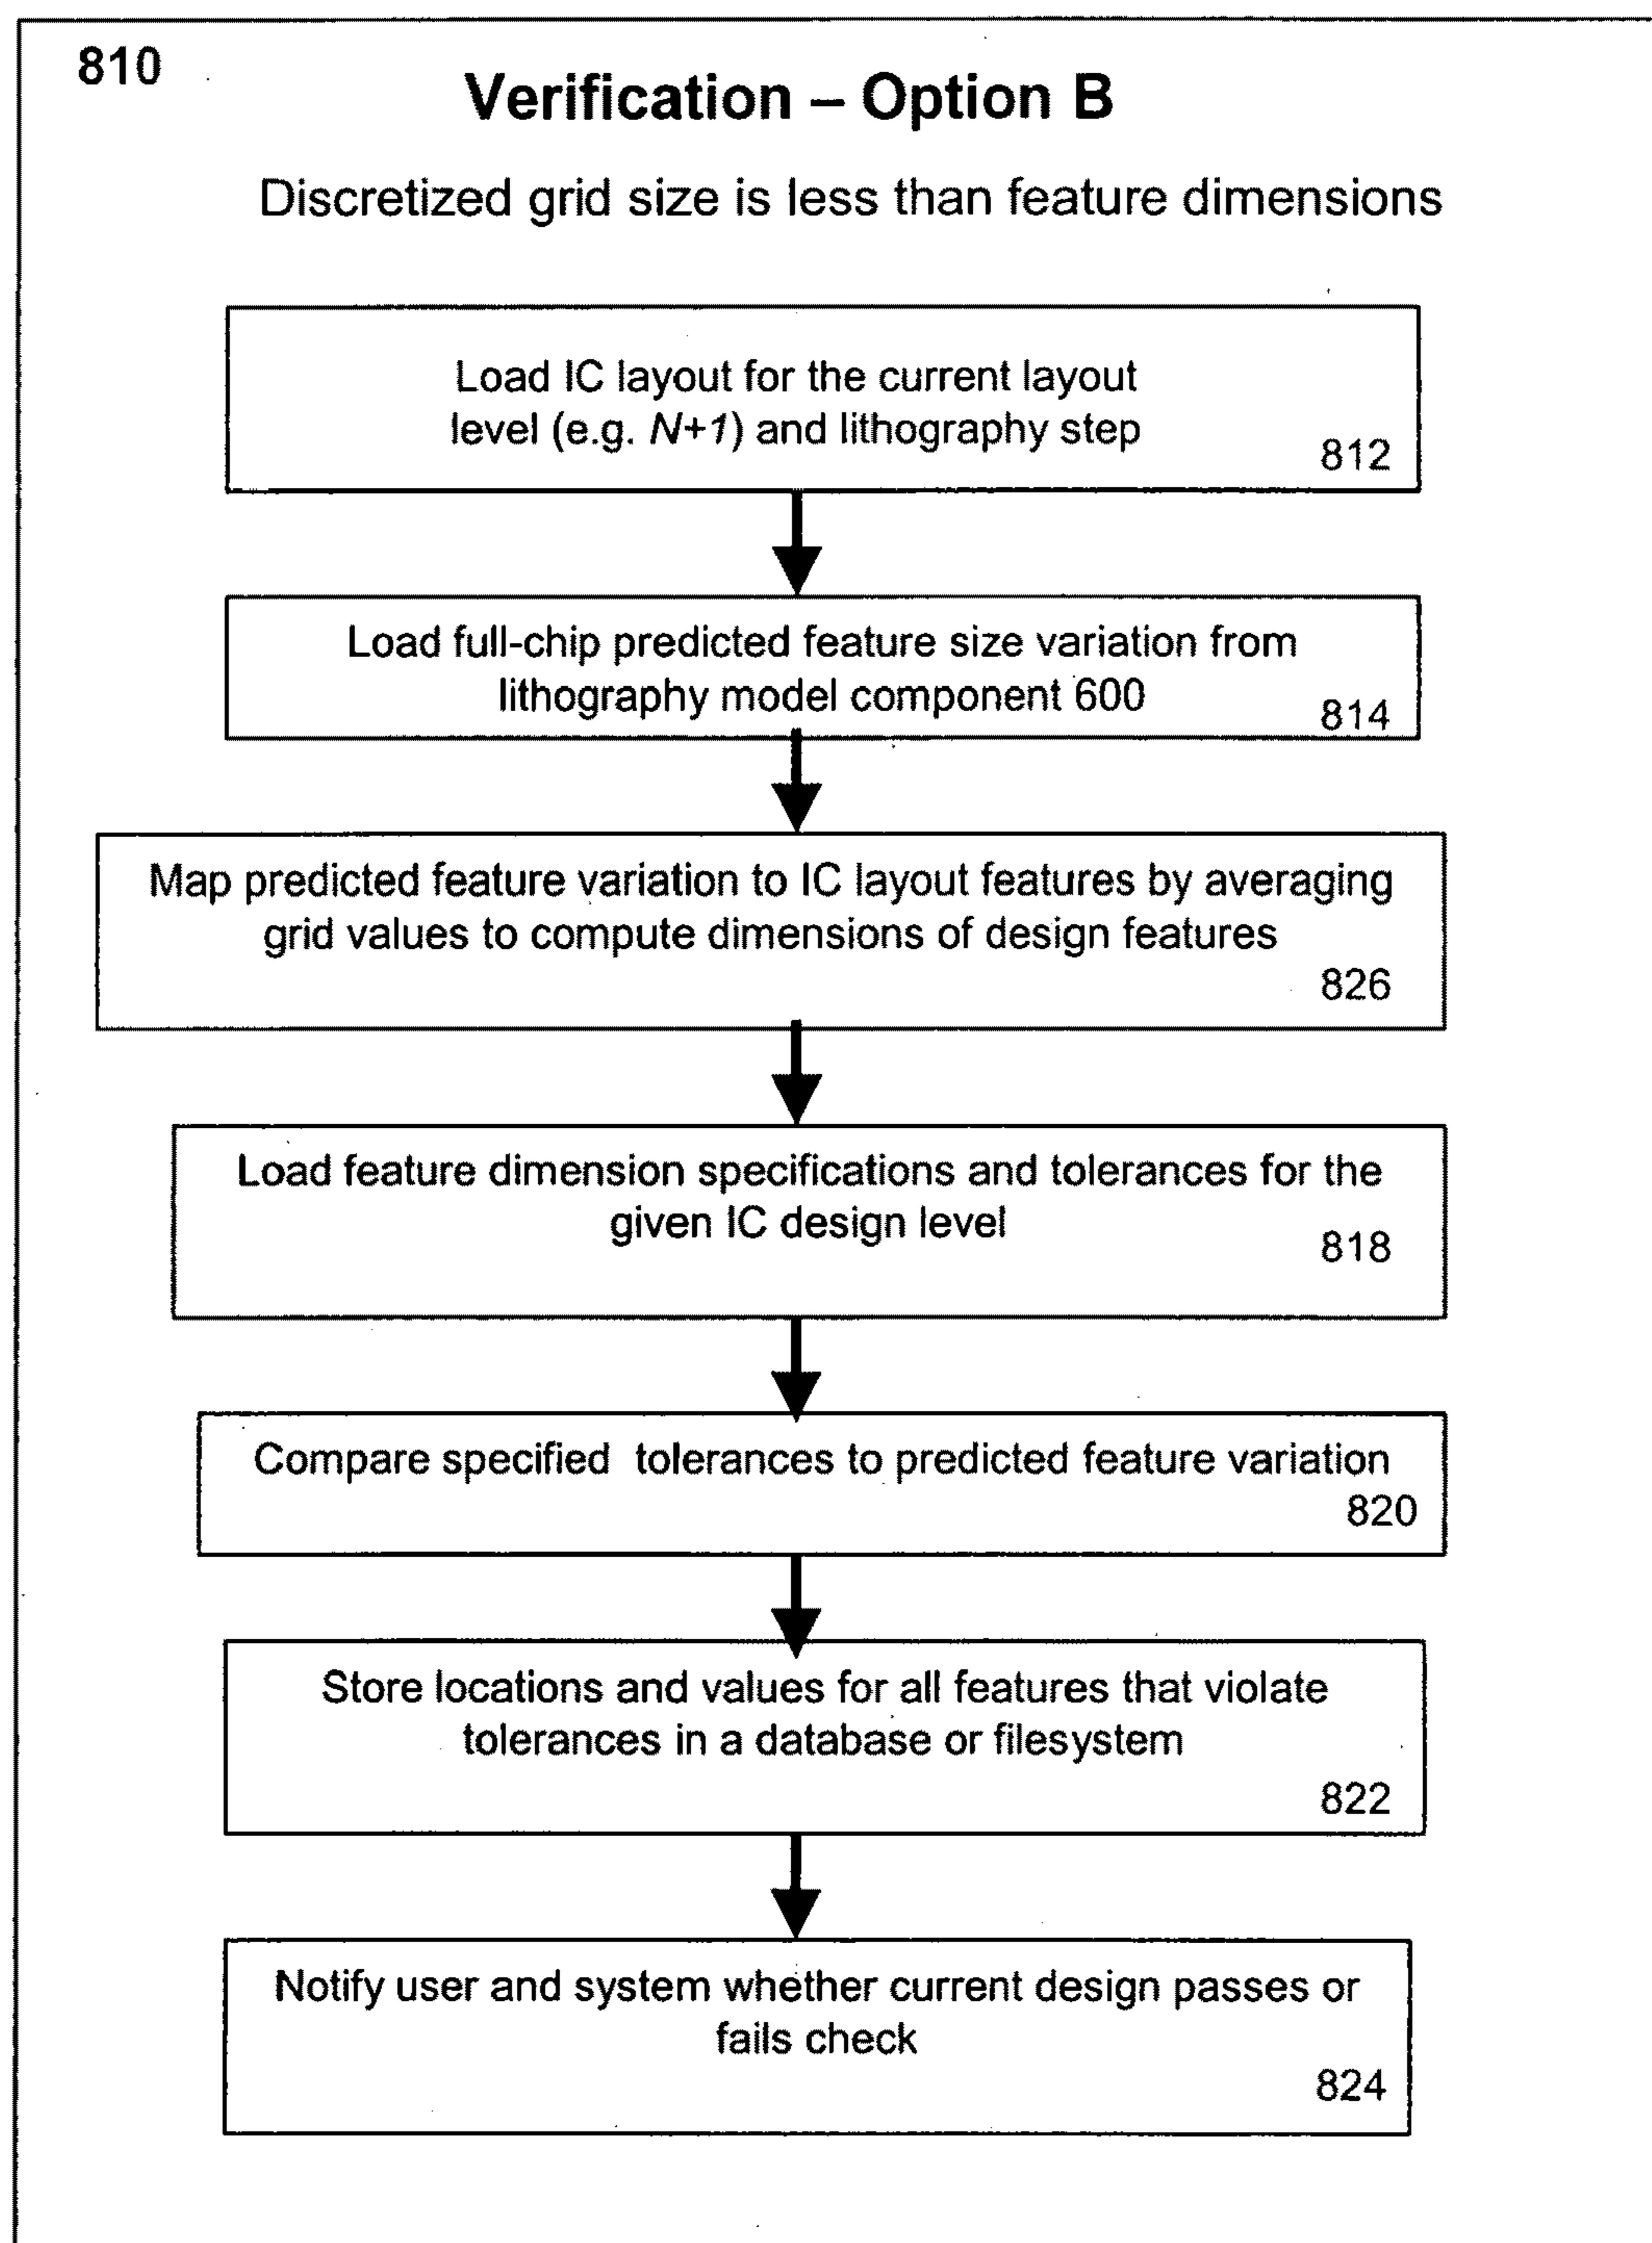 810
Verification – Option B
Discretized grid size is less than feature dimensions
Load IC layout for the current layout
level (e.g. N+1) and lithography step
812
Load full-chip predicted feature size variation from
lithography model component 600
814
Map predicted feature variation to IC layout features by averaging
grid values to compute dimensions of design features
826
Load feature dimension specifications and tolerances for the
given IC design level
818
Compare specified tolerances to predicted feature variation
820
Store locations and values for all features that violate
tolerances in a database or filesystem
822
Notify user and system whether current design passes or
fails check
824